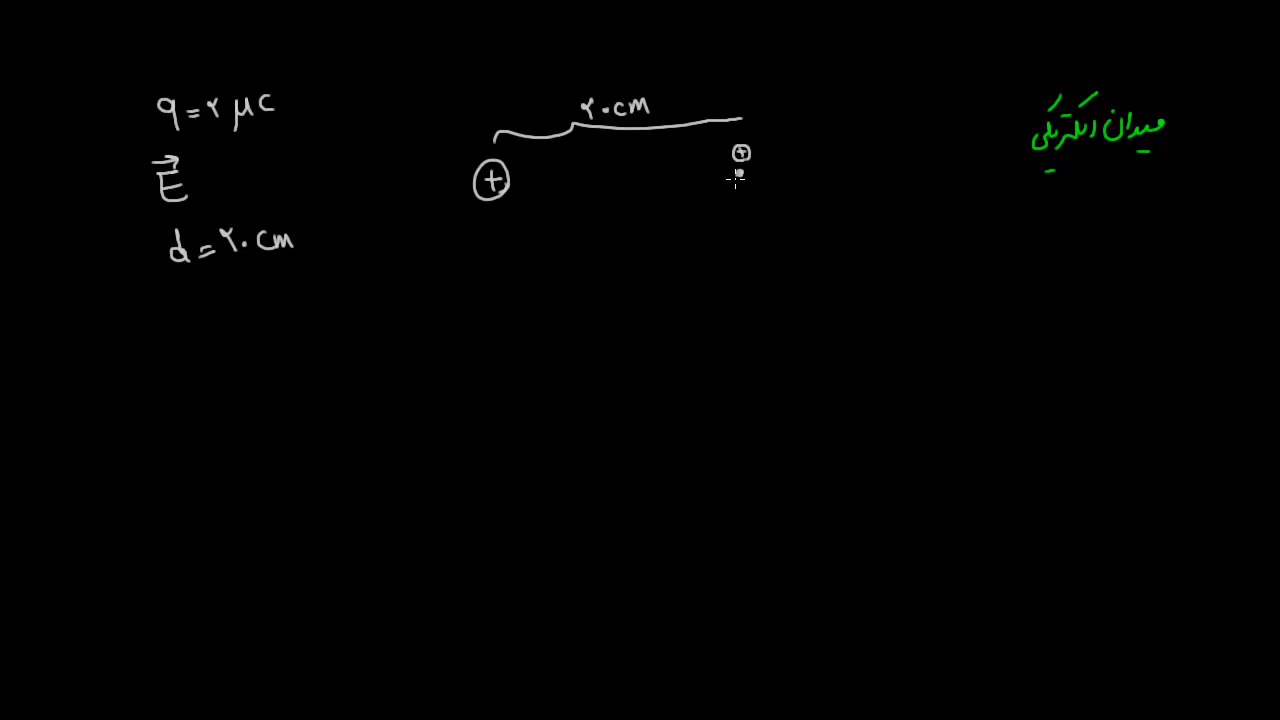 میدان الکتریکی
q = ۲ μc
۲۰ cm
+
+
E
d = ۲۰ cm